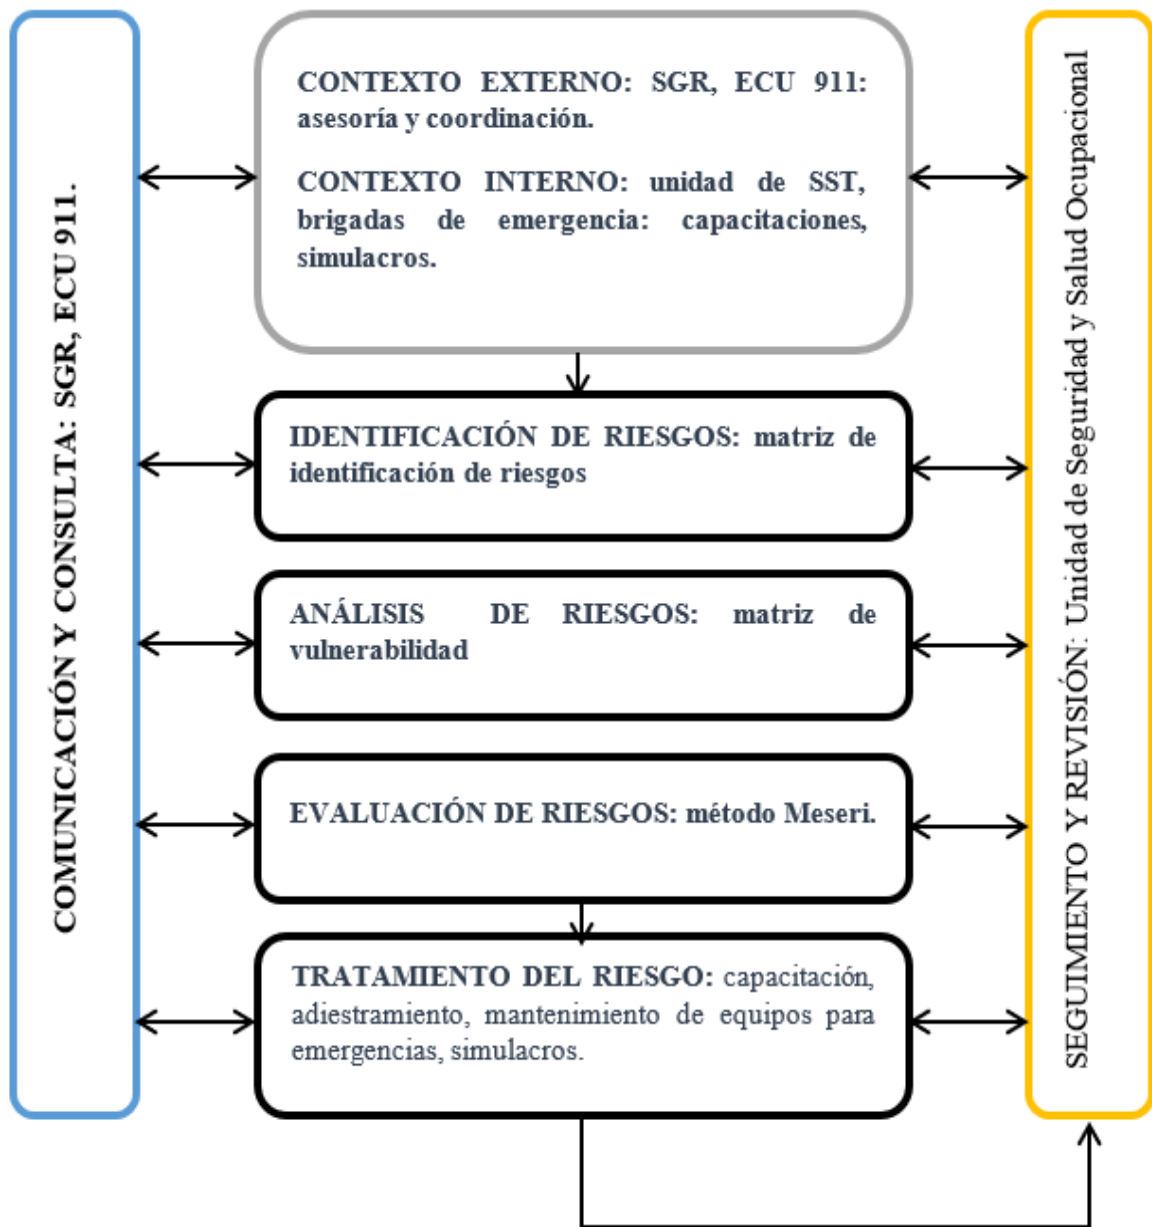 COMUNICACIÓN Y CONSULTA: SGR, ECU 911.
CONTEXTO EXTERNO: SGR, ECU 911:
asesoría y coordinación.
CONTEXTO INTERNO: unidad de SST,
brigadas de emergencia: capacitaciones,
simulacros.
IDENTIFICACIÓN DE RIESGOS: matriz de
identificación de riesgos
ANÁLISIS DE RIESGOS: matriz de
vulnerabilidad
EVALUACIÓN DE RIESGOS: método Meseri.
TRATAMIENTO DEL RIESGO: capacitación,
adiestramiento, mantenimiento de equipos para
emergencias, simulacros.
SEGUIMIENTO Y REVISIÓN: Unidad de Seguridad y Salud Ocupacional